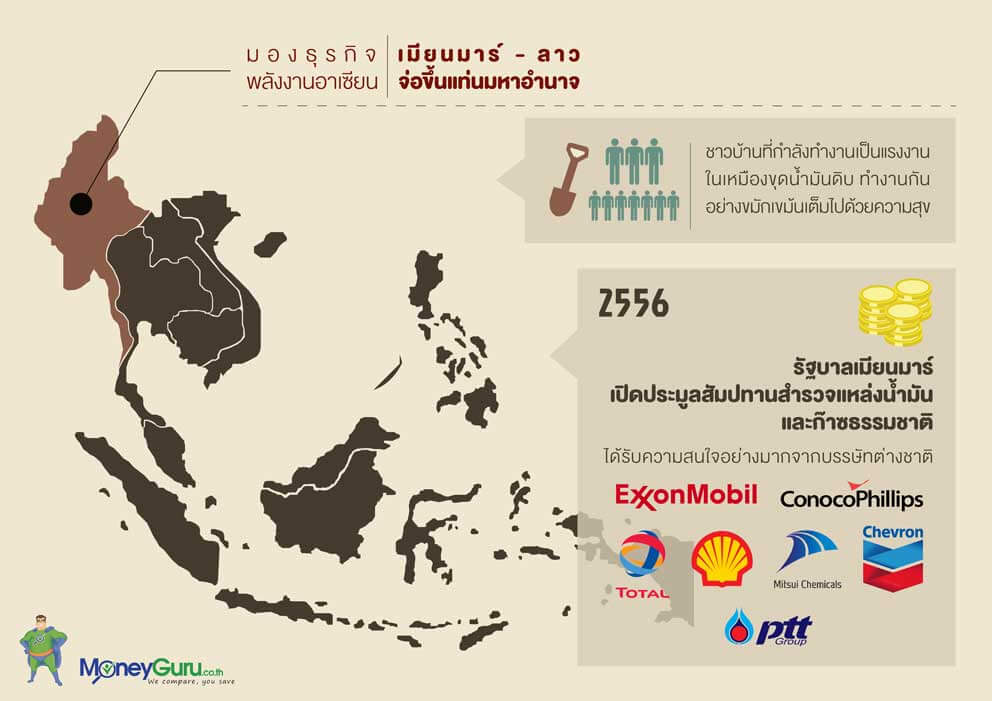 มองธุรกิจ
พลังงานอาเซียน
เมียนมาร์ - ลาว
จ่อขึ้นแท่นมหาอำนาจ
ชาวบ้านที่กำลังทำงานเป็นแรงงาน
ในเหมืองขุดน้ำมันดิบ ทำงานกัน
อย่างขมักเขม้นเต็มไปด้วยความสุข
2556
รัฐบาลเมียนมาร์
เปิดประมูลสัมปทานสำรวจแหล่งน้ำมัน
และก๊าซธรรมชาติ
ได้รับความสนใจอย่างมากจากบรรษัทต่างชาติ
ExxonMobil
ConocoPhillips
TOTAL
Mitsui Chemicals
Chevron
ptt
Group
MoneyGuru.co.th
We compare, you save